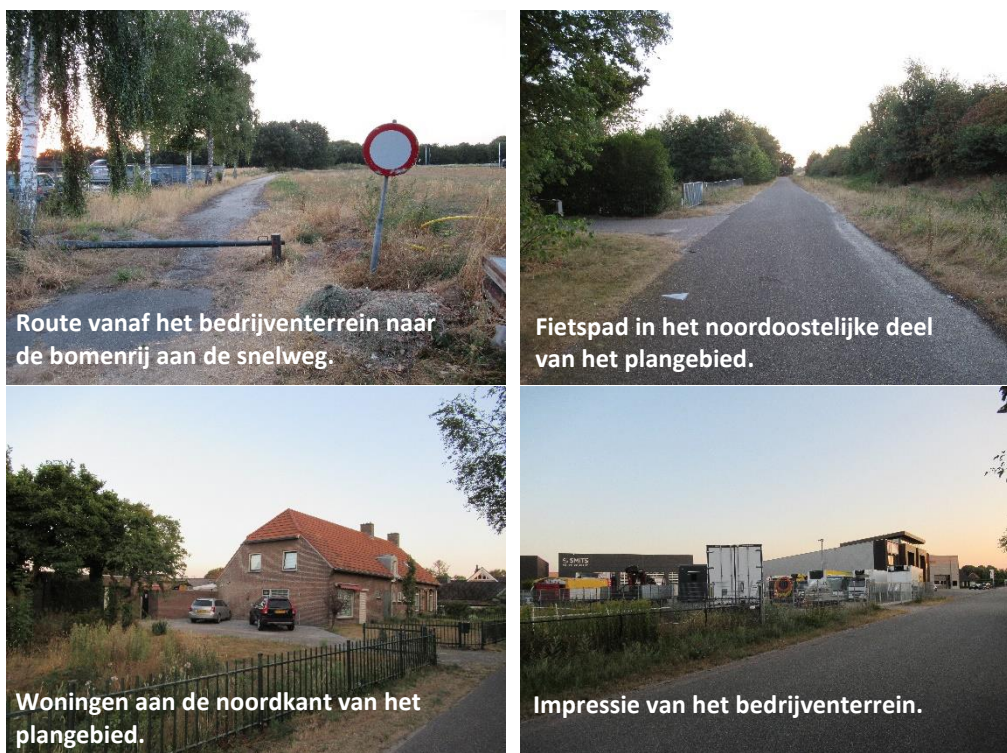 Route vanaf het bedrijventerrein naar
de bomenrij aan de snelweg.
Fietspad in het noordoostelijke deel
van het plangebied.
Woningen aan de noordkant van het
plangebied.
SMITS
Impressie van het bedrijventerrein.